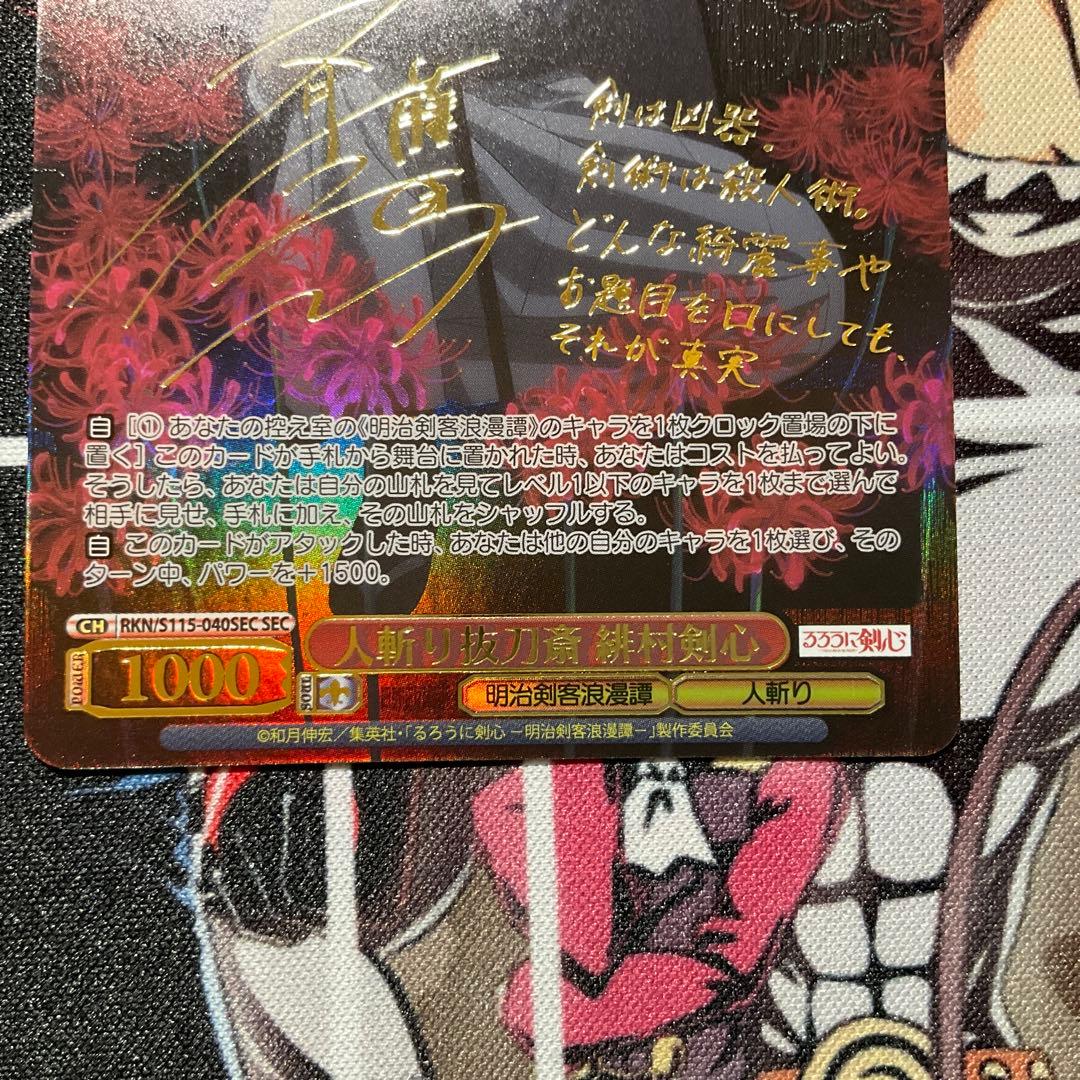 剣は凶器。
剣術は殺人術。
どんな綺麗事や
お題目を口にしても、
それが真実
自 [① あなたの控え室の《明治剣客浪漫譚》のキャラを1枚クロック置場の下に
置く] このカードが手札から舞台に置かれた時、あなたはコストを払ってよい。
そうしたら、あなたは自分の山札を見てレベル1以下のキャラを1枚まで選んで
相手に見せ、手札に加え、その山札をシャッフルする。
自 このカードがアタックした時、あなたは他の自分のキャラを1枚選び、その
ターン中、パワーを+1500。
CH RKN/S115-040SEC SEC
人斬り抜刀斎 緋村剣心
るろうに剣心
POWER 1000
SOUL
明治剣客浪漫譚 人斬り
©和月伸宏/集英社・「るろうに剣心 -明治剣客浪漫譚-」製作委員会